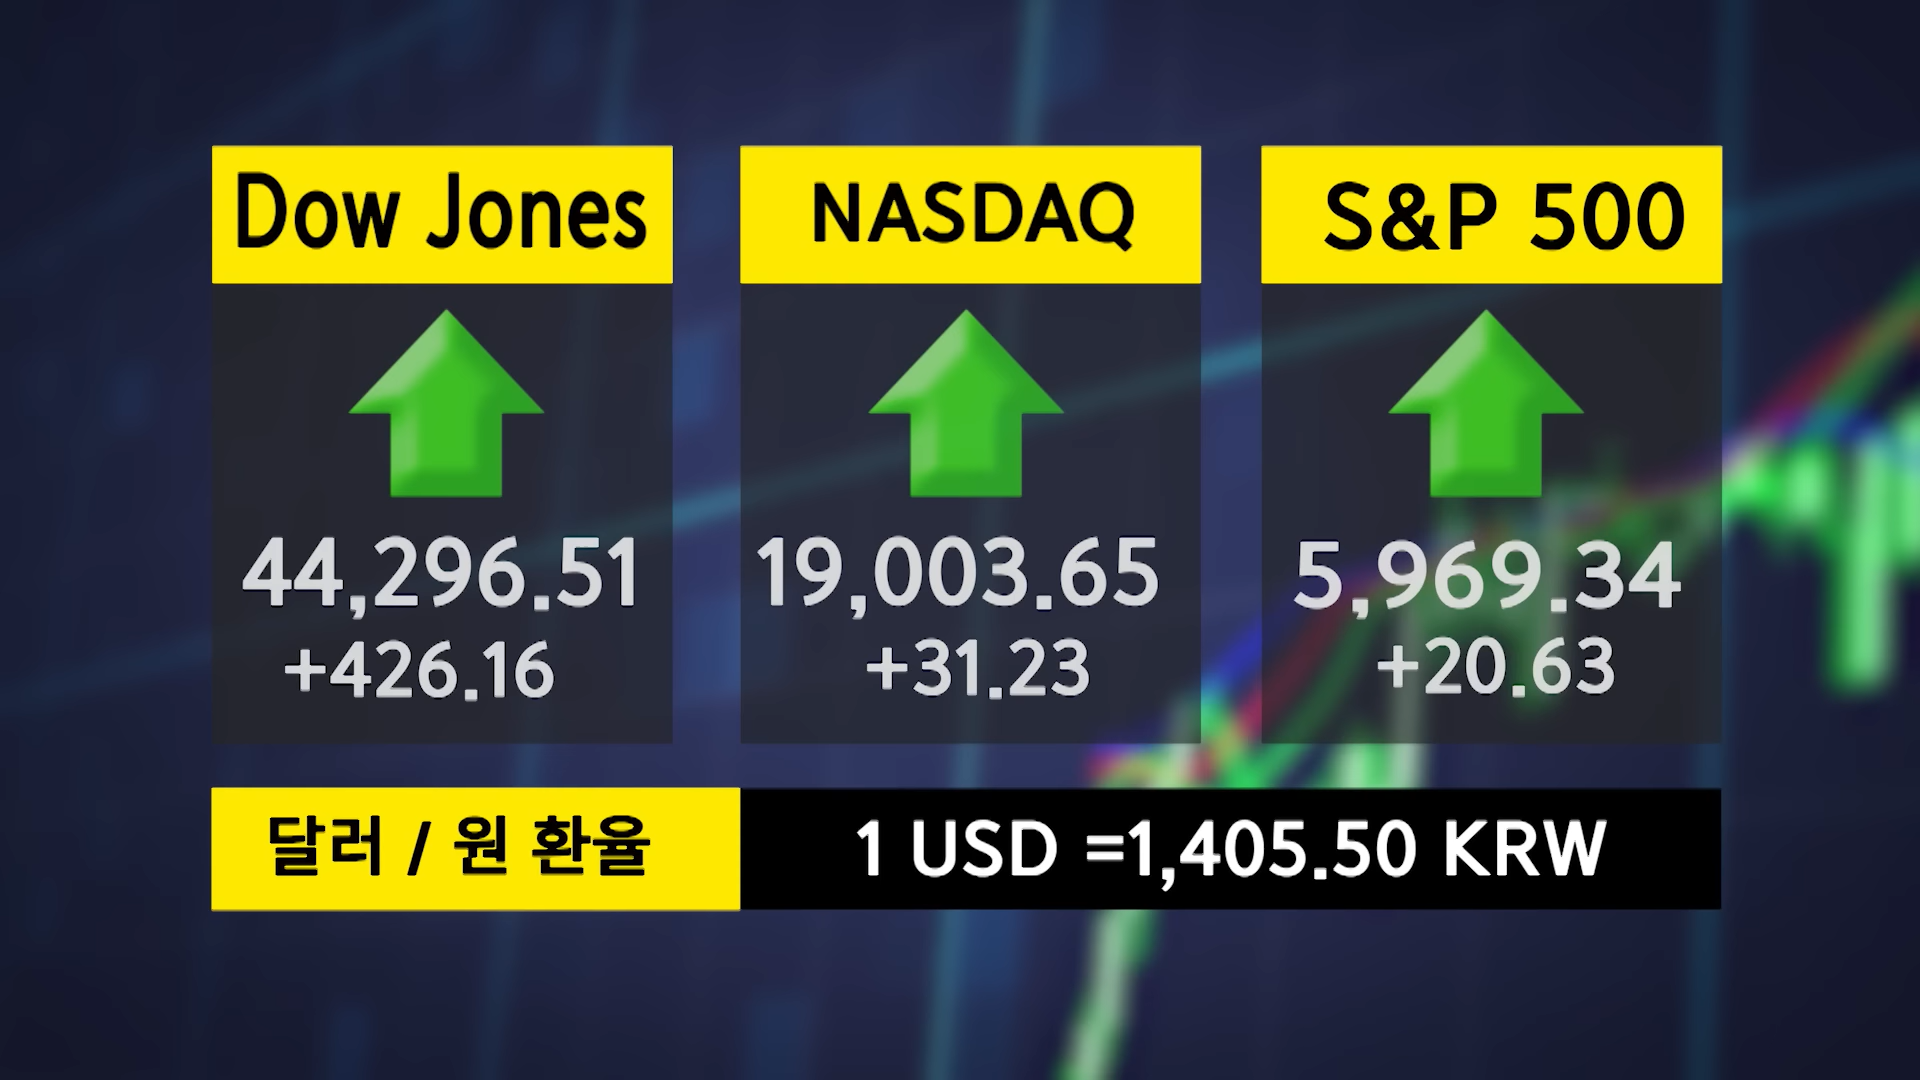 Dow Jones
NASDAQ
S&P 500
44,296.51
+426.16
19,003.65
+31.23
5,969.34
+20.63
달러 / 원 환율
1 USD =1,405.50 KRW